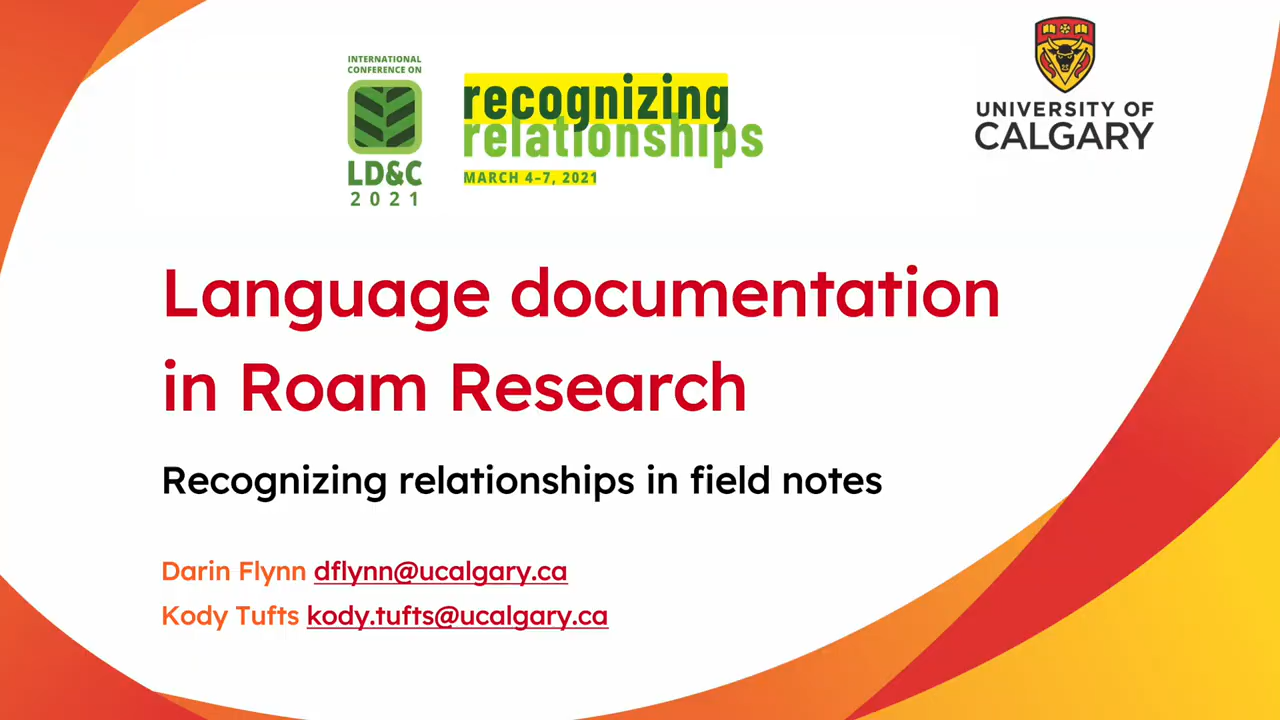 INTERNATIONAL
CONFERENCE ON
LD&C
2021
recognizing
relationships
MARCH 4-7, 2021
UNIVERSITY OF
CALGARY
Language documentation
in Roam Research
Recognizing relationships in field notes
Darin Flynn dflynn@ucalgary.ca
Kody Tufts kody.tufts@ucalgary.ca